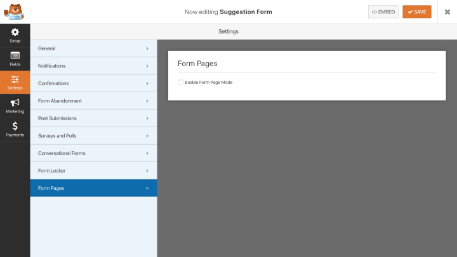 Now editing Suggestion Form
EMBED
SAVE
Settings
Setup
Fields
Settings
Marketing
Payments
General
Notifications
Confirmations
Form Abandonment
Post Submissions
Surveys and Polls
Conversational Forms
Form Locker
Form Pages
Form Pages
Enable Form Page Mode